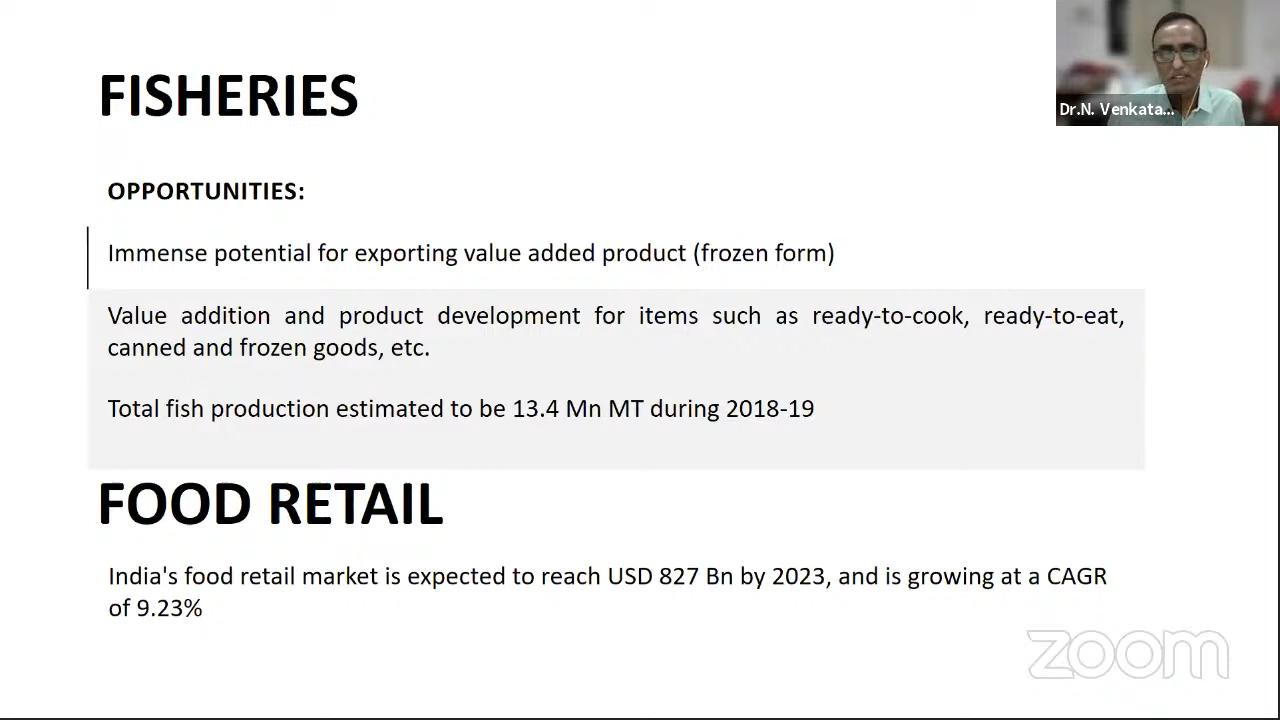 FISHERIES
Dr.N. Venkata...
OPPORTUNITIES:
Immense potential for exporting value added product (frozen form)
Value addition and product development for items such as ready-to-cook, ready-to-eat,
canned and frozen goods, etc.
Total fish production estimated to be 13.4 Mn MT during 2018-19
FOOD RETAIL
India's food retail market is expected to reach USD 827 Bn by 2023, and is growing at a CAGR
of 9.23%
zoom